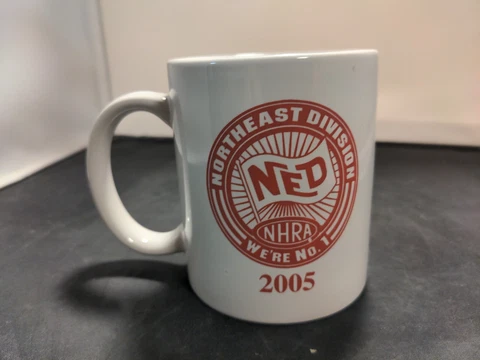 NORTHEAST DIVISION
NED
NHRA
WE'RE NO. 1
2005